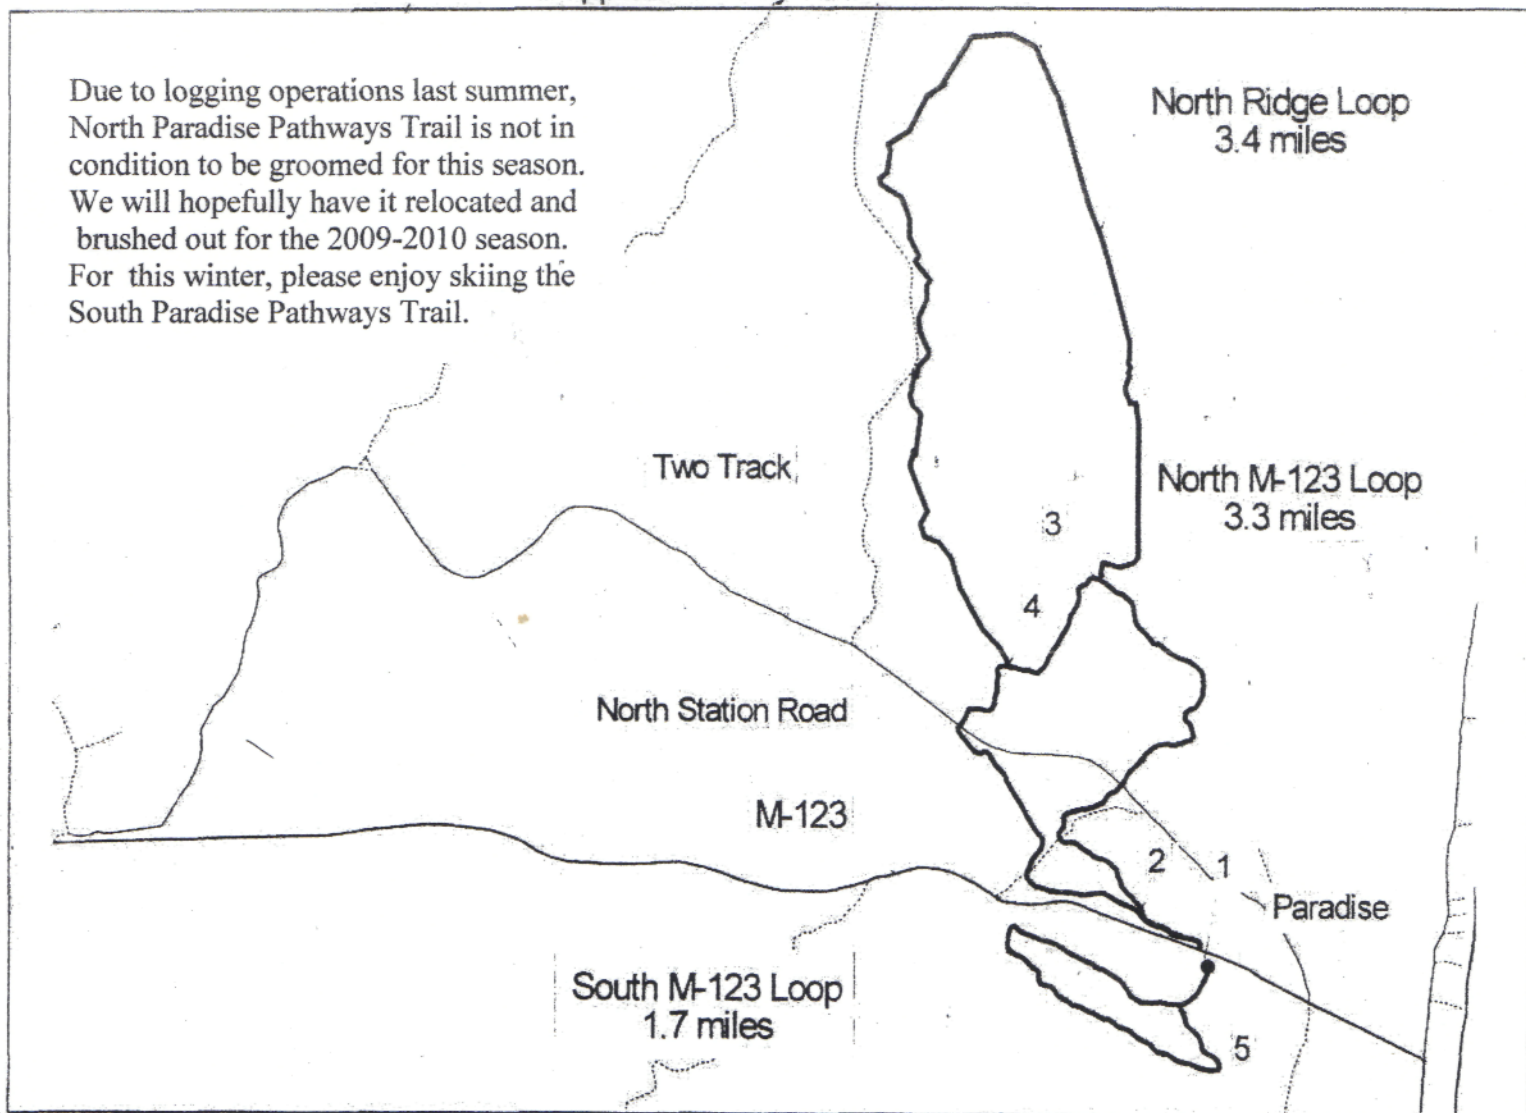 Due to logging operations last summer,
North Paradise Pathways Trail is not in
condition to be groomed for this season.
We will hopefully have it relocated and
brushed out for the 2009-2010 season.
For this winter, please enjoy skiing the
South Paradise Pathways Trail.
North Ridge Loop
3.4 miles
Two Track
North M-123 Loop
3.3 miles
3
4
North Station Road
M-123
2
1
Paradise
South M-123 Loop
1.7 miles
5